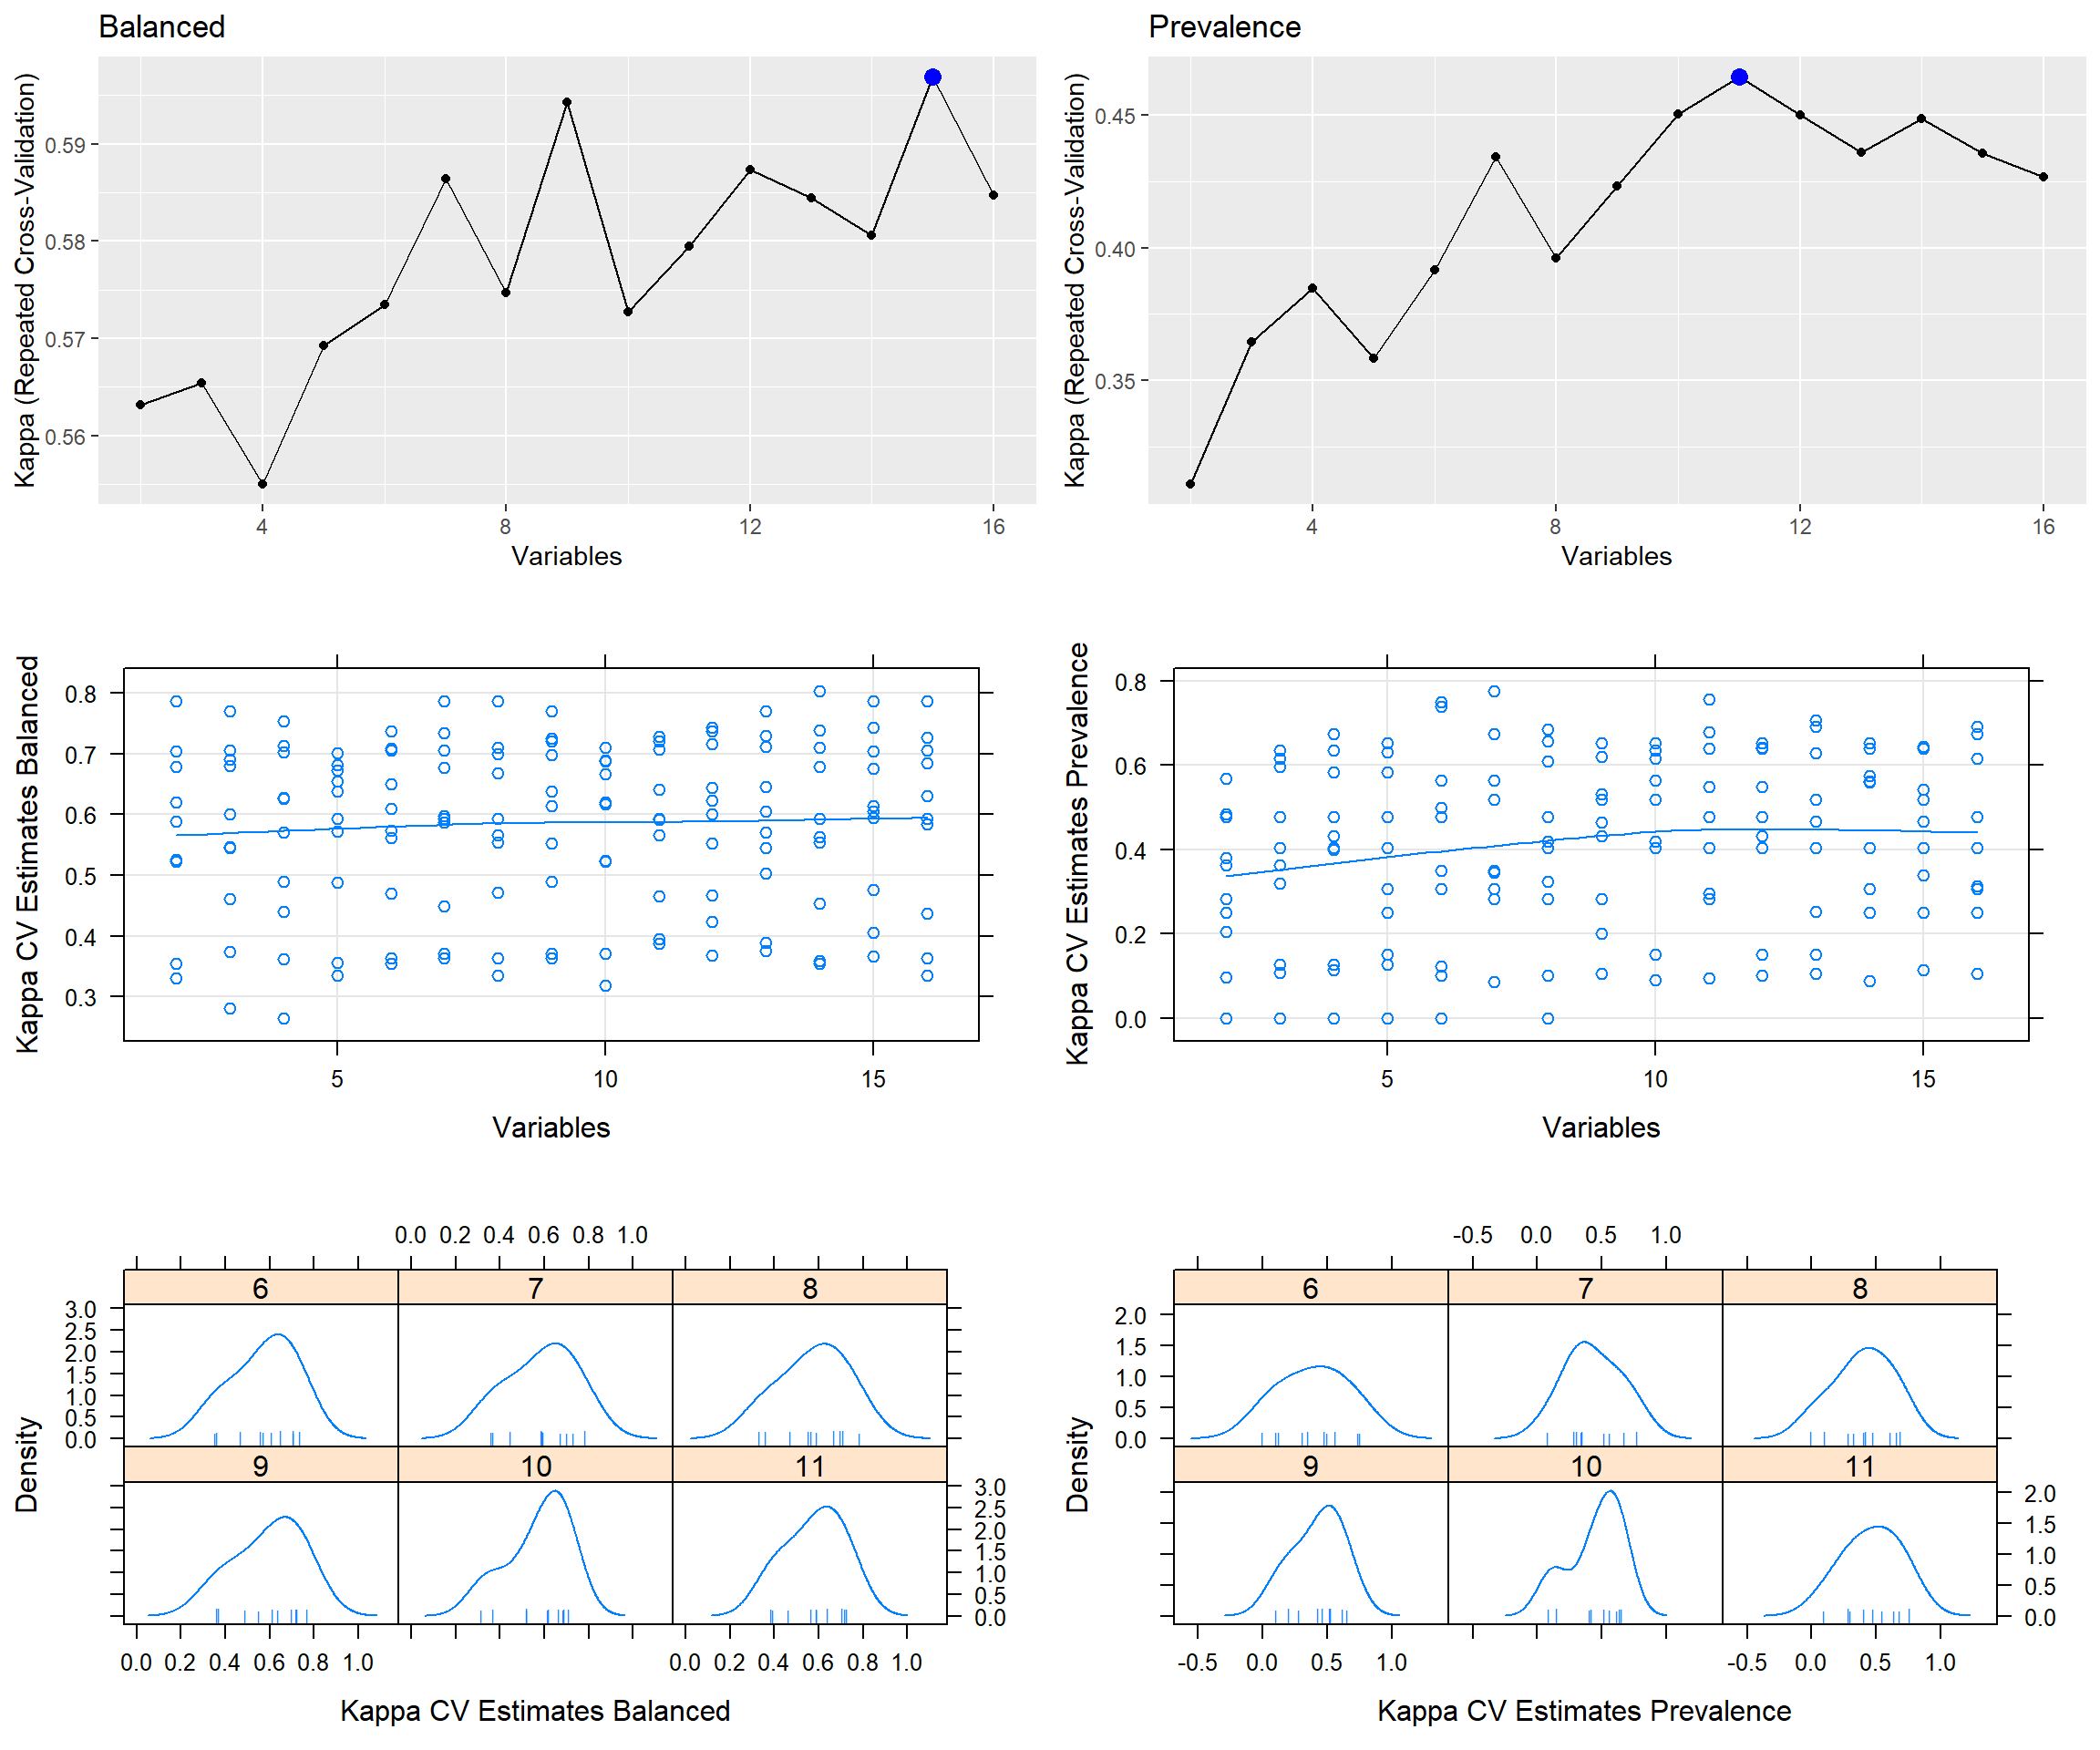 Balanced
Kappa (Repeated Cross-Validation)
0.59
0.58
0.57
0.56
4 8 12 16
Variables
Prevalence
Kappa (Repeated Cross-Validation)
0.45
0.40
0.35
4 8 12 16
Variables
Kappa CV Estimates Balanced
0.8
0.7
0.6
0.5
0.4
0.3
5 10 15
Variables
Kappa CV Estimates Prevalence
0.8
0.6
0.4
0.2
0.0
5 10 15
Variables
0.0 0.2 0.4 0.6 0.8 1.0
6 7 8
3.0
2.5
2.0
1.5
1.0
0.5
0.0
Density
9 10 11
3.0
2.5
2.0
1.5
1.0
0.5
0.0
0.0 0.2 0.4 0.6 0.8 1.0 0.0 0.2 0.4 0.6 0.8 1.0
Kappa CV Estimates Balanced
-0.5 0.0 0.5 1.0
6 7 8
2.0
1.5
1.0
0.5
0.0
Density
9 10 11
2.0
1.5
1.0
0.5
0.0
-0.5 0.0 0.5 1.0 -0.5 0.0 0.5 1.0
Kappa CV Estimates Prevalence